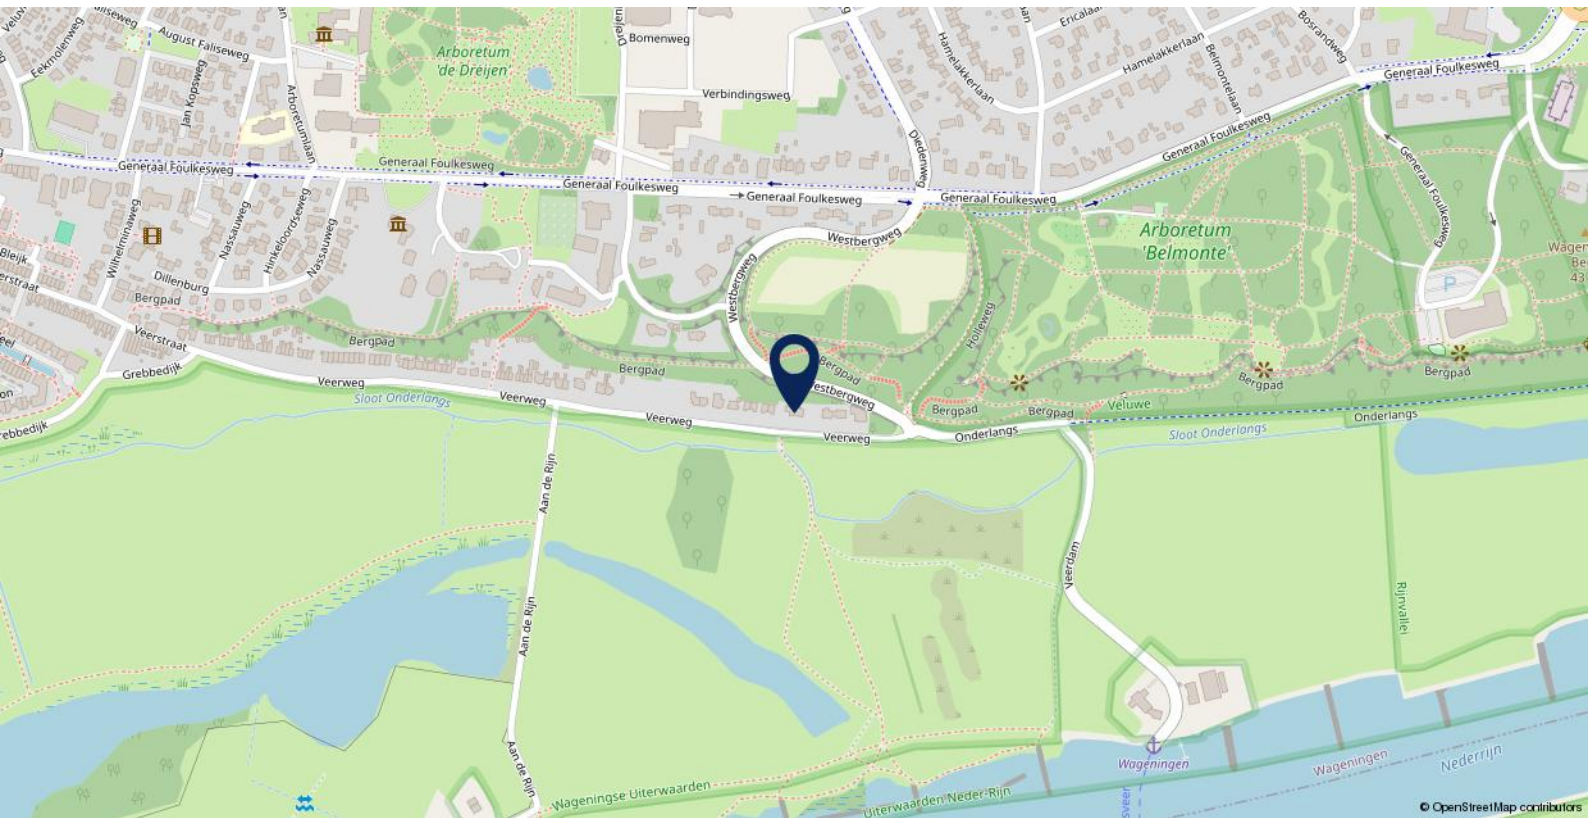 Faliseweg
August Faliseweg
Eekmolenweg
Jan Kopsweg
Arboretumlaan
Arboretum
'de Dreijen'
Bomenweg
Verbindingsweg
Diedenweg
Hamelakkerlaan
Hamelakkerlaan
Belmontelaan
Bosrandweg
Generaal Foulkesweg
Generaal Foulkesweg
Generaal Foulkesweg
Generaal Foulkesweg
Generaal Foulkesweg
Generaal Foulkesweg
Generaal Foulkesweg
Generaal Foulkesweg
Wilhelminaweg
Nassauweg
Hinkeloordseweg
Nassauweg
Dillenburg
Bergpad
Westbergweg
Westbergweg
Arboretum
'Belmonte'
P
Holleweg
Veerstraat
Grebbedijk
Bergpad
Bergpad
Bergpad
Westbergweg
Bergpad
Bergpad
Bergpad
Bergpad
Veluwe
Veerweg
Veerweg
Veerweg
Veerweg
Sloot Onderlangs
Onderlangs
Onderlangs
Sloot Onderlangs
Aan de Rijn
Aan de Rijn
Aan de Rijn
Veerdam
Rijnvallei
Wageningen
Wageningen
Nederrijn
Wageningse Uiterwaarden
Uiterwaarden Neder-Rijn
© OpenStreetMap contributors